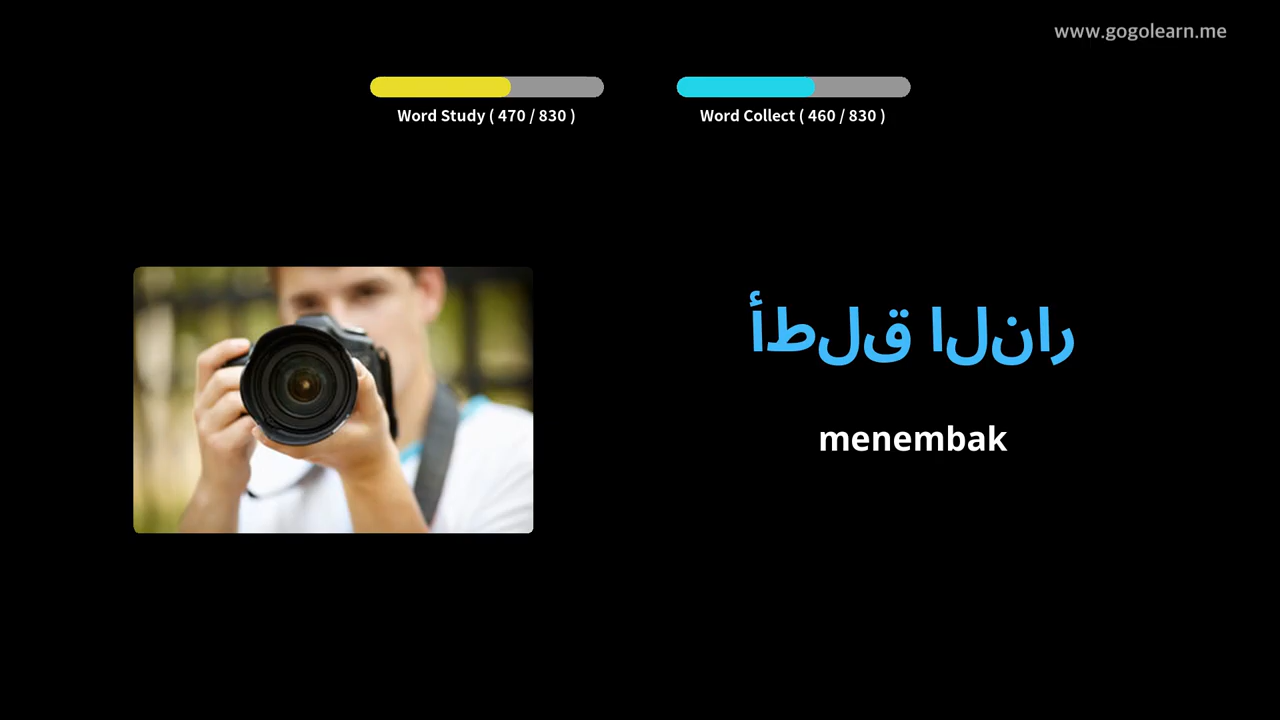 www.gogolearn.me
Word Study ( 470 / 830 )
Word Collect ( 460 / 830 )
أطلق النار
menembak